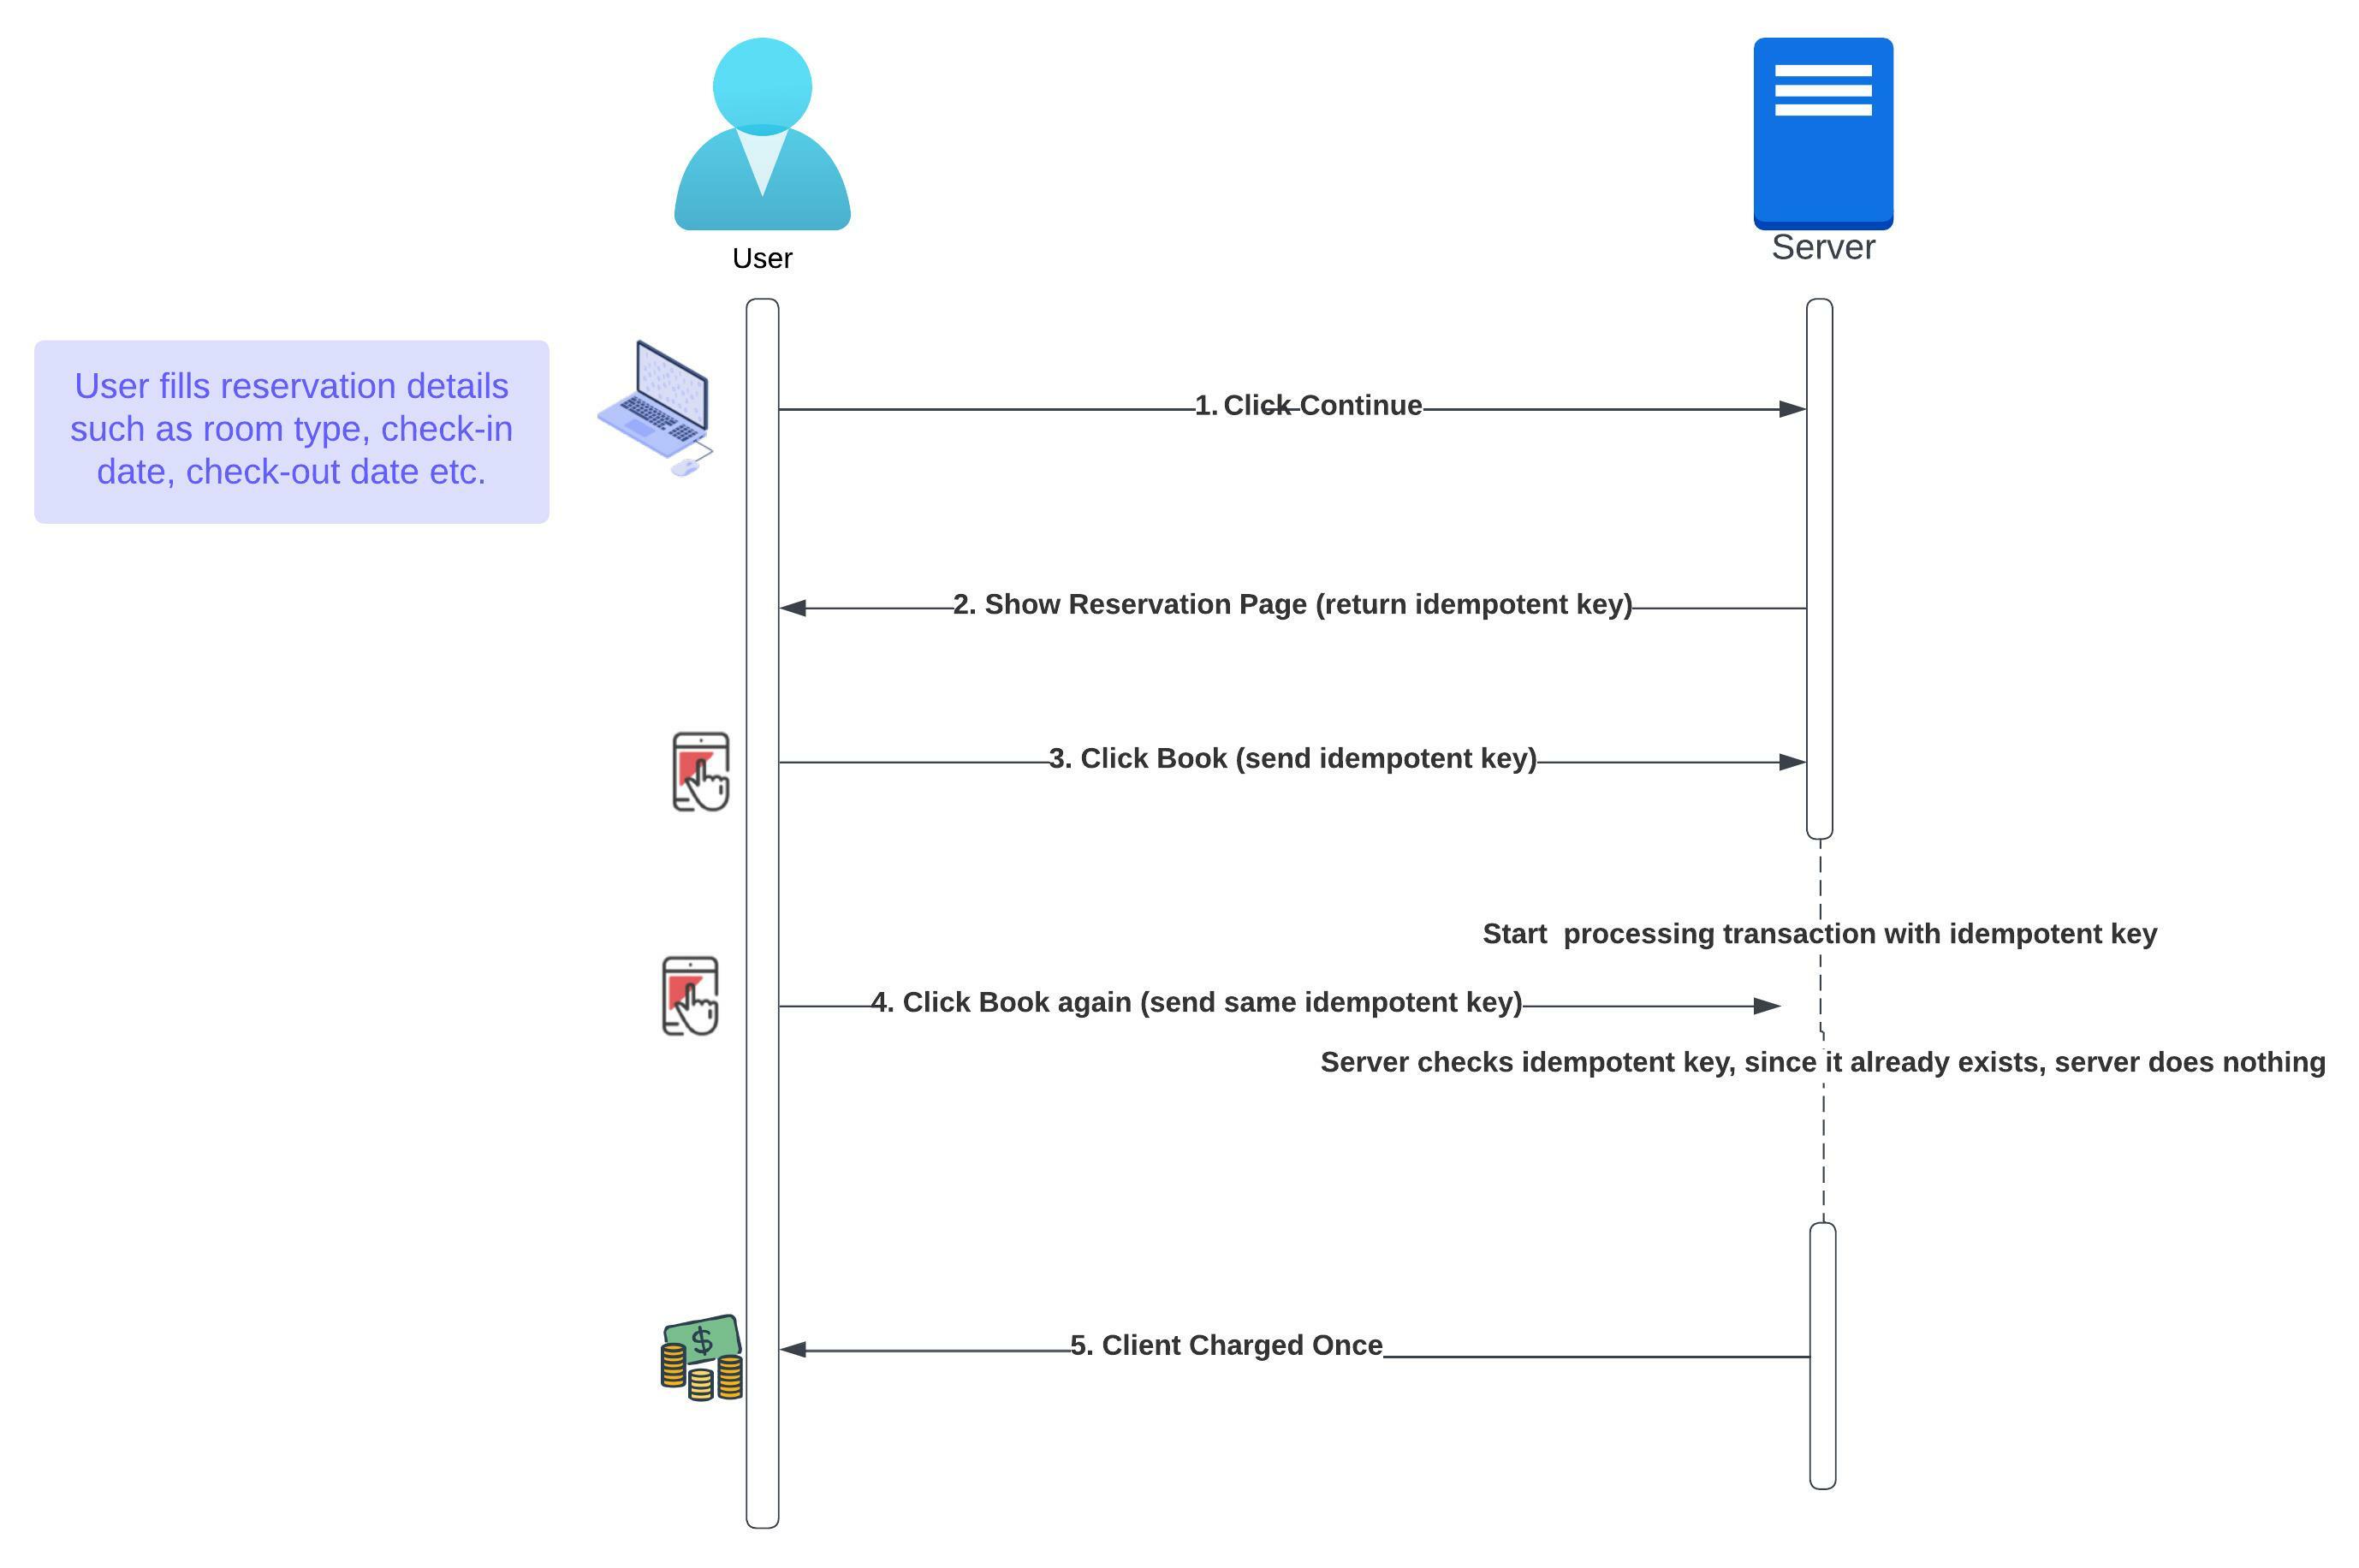 User
Server
User fills reservation details
such as room type, check-in
date, check-out date etc.
1. Click Continue
2. Show Reservation Page (return idempotent key)
3. Click Book (send idempotent key)
Start  processing transaction with idempotent key
4. Click Book again (send same idempotent key)
Server checks idempotent key, since it already exists, server does nothing
$
5. Client Charged Once